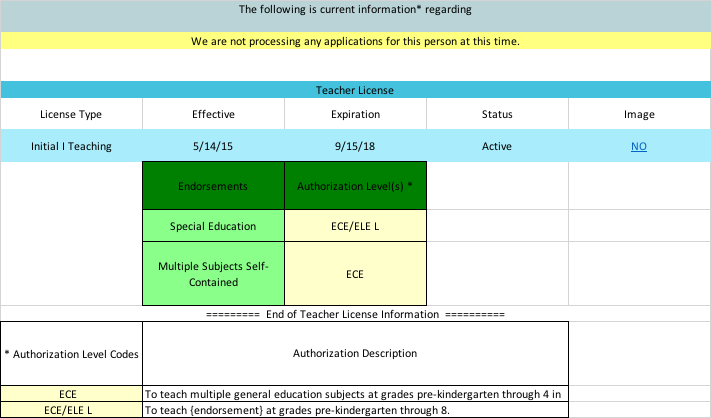 The following is current information* regarding
We are not processing any applications for this person at this time.
Teacher License
License Type Effective Expiration Status Image
Initial I Teaching 5/14/15 9/15/18 Active NO
Endorsements Authorization Level(s) *
Special Education ECE/ELE L
Multiple Subjects Self-
Contained ECE
========= End of Teacher License Information ==========
* Authorization Level Codes Authorization Description
ECE To teach multiple general education subjects at grades pre-kindergarten through 4 in
ECE/ELE L To teach {endorsement} at grades pre-kindergarten through 8.